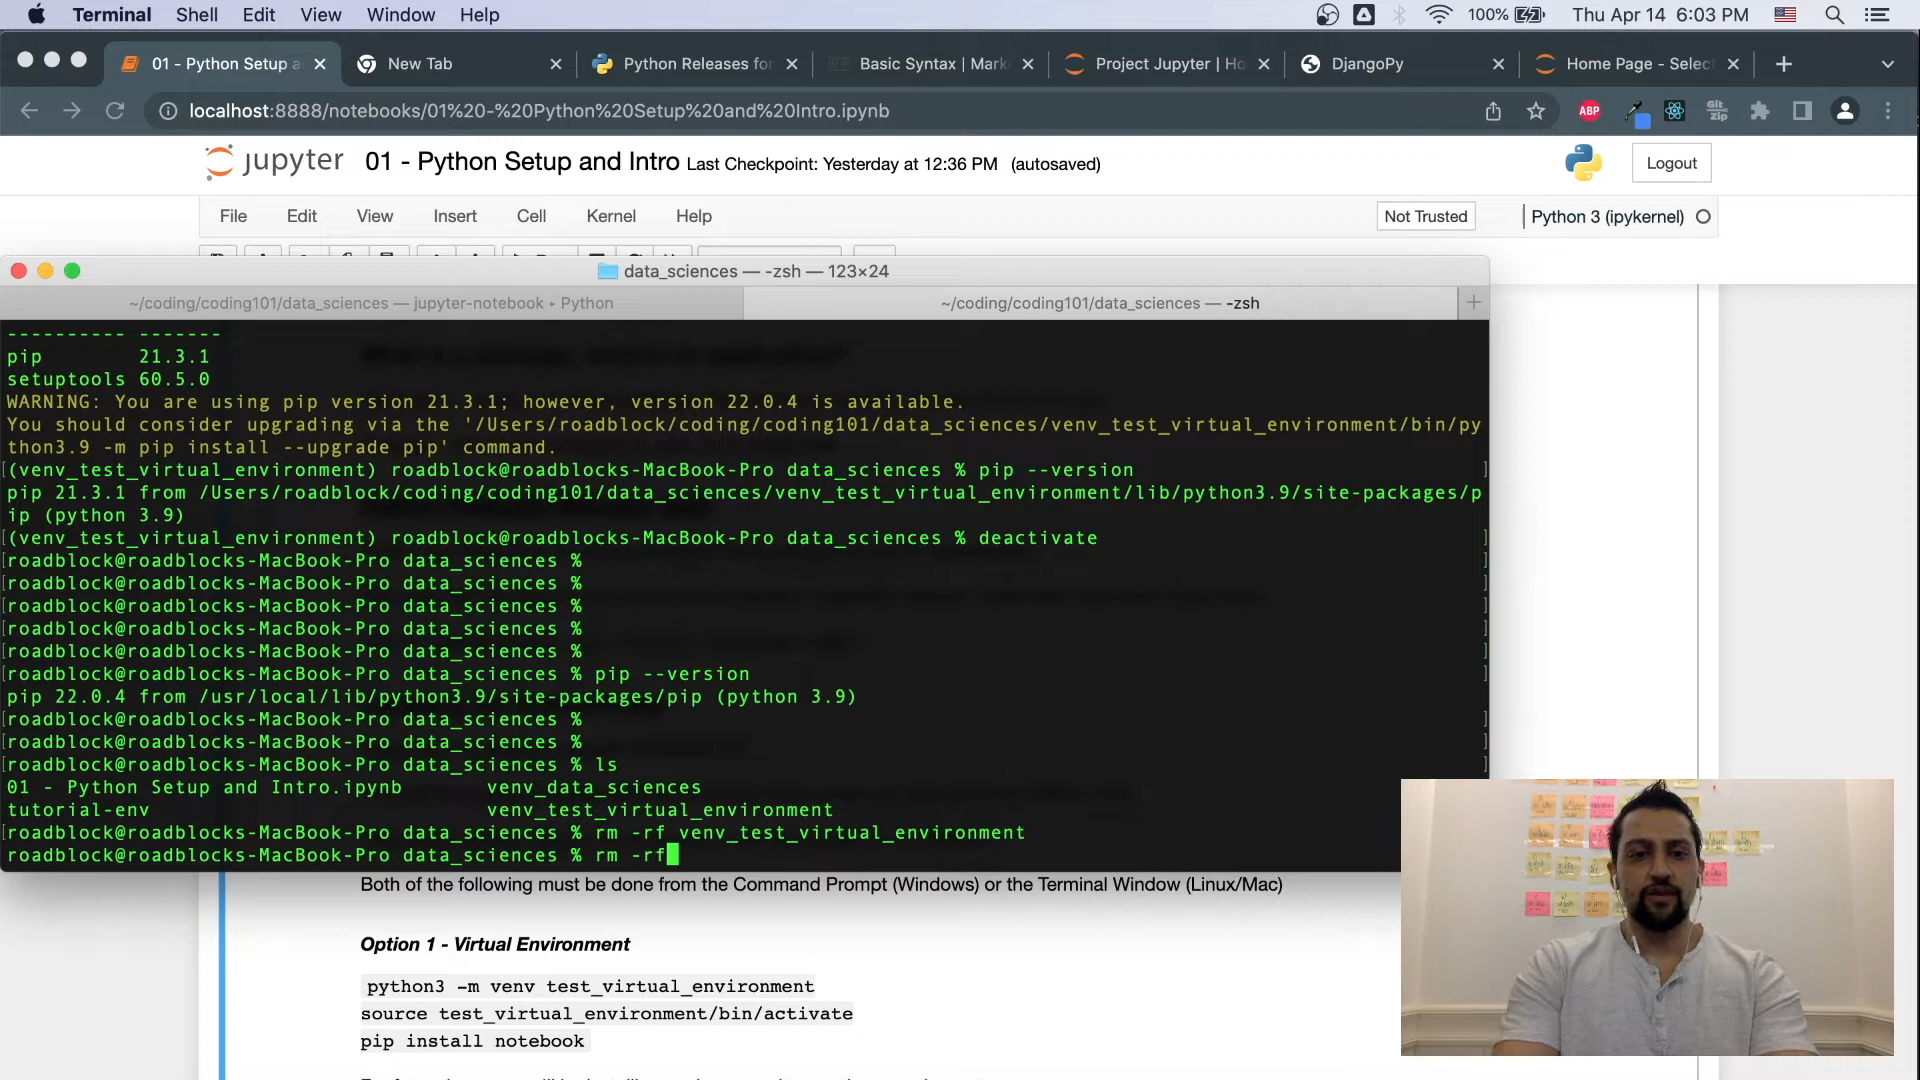 Terminal Shell Edit View Window Help 100% Thu Apr 14 6:03 PM
01 - Python Setup a New Tab Python Releases for Basic Syntax | Mark Project Jupyter | Ho DjangoPy Home Page - Select
localhost:8888/notebooks/01%20-%20Python%20Setup%20and%20Intro.ipynb ABP Git Zip
jupyter 01 - Python Setup and Intro Last Checkpoint: Yesterday at 12:36 PM (autosaved) Logout
File Edit View Insert Cell Kernel Help Not Trusted Python 3 (ipykernel)
data_sciences — -zsh — 123×24
~/coding/coding101/data_sciences — jupyter-notebook ▸ Python ~/coding/coding101/data_sciences — -zsh
---------- -------
pip 21.3.1
setuptools 60.5.0
WARNING: You are using pip version 21.3.1; however, version 22.0.4 is available.
You should consider upgrading via the '/Users/roadblock/coding/coding101/data_sciences/venv_test_virtual_environment/bin/py
thon3.9 -m pip install --upgrade pip' command.
[(venv_test_virtual_environment) roadblock@roadblocks-MacBook-Pro data_sciences % pip --version ]
pip 21.3.1 from /Users/roadblock/coding/coding101/data_sciences/venv_test_virtual_environment/lib/python3.9/site-packages/p
ip (python 3.9)
[(venv_test_virtual_environment) roadblock@roadblocks-MacBook-Pro data_sciences % deactivate ]
[roadblock@roadblocks-MacBook-Pro data_sciences % ]
[roadblock@roadblocks-MacBook-Pro data_sciences % ]
[roadblock@roadblocks-MacBook-Pro data_sciences % ]
[roadblock@roadblocks-MacBook-Pro data_sciences % ]
[roadblock@roadblocks-MacBook-Pro data_sciences % ]
[roadblock@roadblocks-MacBook-Pro data_sciences % pip --version ]
pip 22.0.4 from /usr/local/lib/python3.9/site-packages/pip (python 3.9)
[roadblock@roadblocks-MacBook-Pro data_sciences % ]
[roadblock@roadblocks-MacBook-Pro data_sciences % ]
[roadblock@roadblocks-MacBook-Pro data_sciences % ls ]
01 - Python Setup and Intro.ipynb venv_data_sciences
tutorial-env venv_test_virtual_environment
[roadblock@roadblocks-MacBook-Pro data_sciences % rm -rf venv_test_virtual_environment
roadblock@roadblocks-MacBook-Pro data_sciences % rm -rf
Both of the following must be done from the Command Prompt (Windows) or the Terminal Window (Linux/Mac)
Option 1 - Virtual Environment
python3 -m venv test_virtual_environment
source test_virtual_environment/bin/activate
pip install notebook